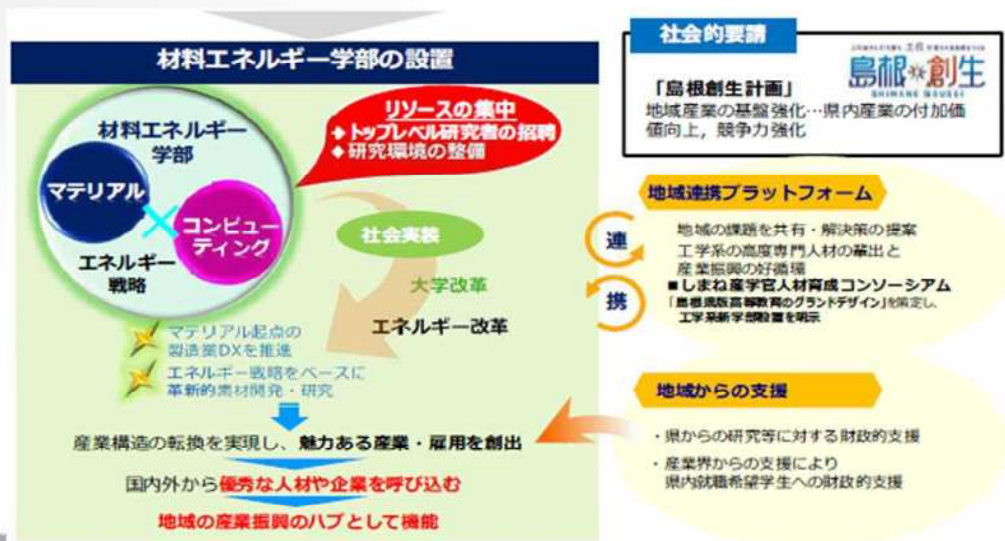 材料エネルギー学部の設置
材料エネルギー
学部
マテリアル
×
コンピュー
ティング
エネルギー
戦略
リソースの集中
トップレベル研究者の招聘
◆ 研究環境の整備
社会実装
大学改革
エネルギー改革
マテリアル起点の
製造業DXを推進
エネルギー戦略をベースに
革新的素材開発・研究
産業構造の転換を実現し、魅力ある産業・雇用を創出
国内外から優秀な人材や企業を呼び込む
地域の産業振興のハブとして機能
社会的要請
島根創生
SHIMANE
「島根創生計画」
地域産業の基盤強化…県内産業の付加価
値向上，競争力強化
連
携
地域連携プラットフォーム
地域の課題を共有・解決策の提案
工学系の高度専門人材の輩出と
産業振興の好循環
■しまね産学官人材育成コンソーシアム
「島根県版高等教育のグランドデザイン」を策定し、
工学系新学部設置を明示
地域からの支援
・県からの研究等に対する財政的支援
・産業界からの支援により
県内就職希望学生への財政的支援